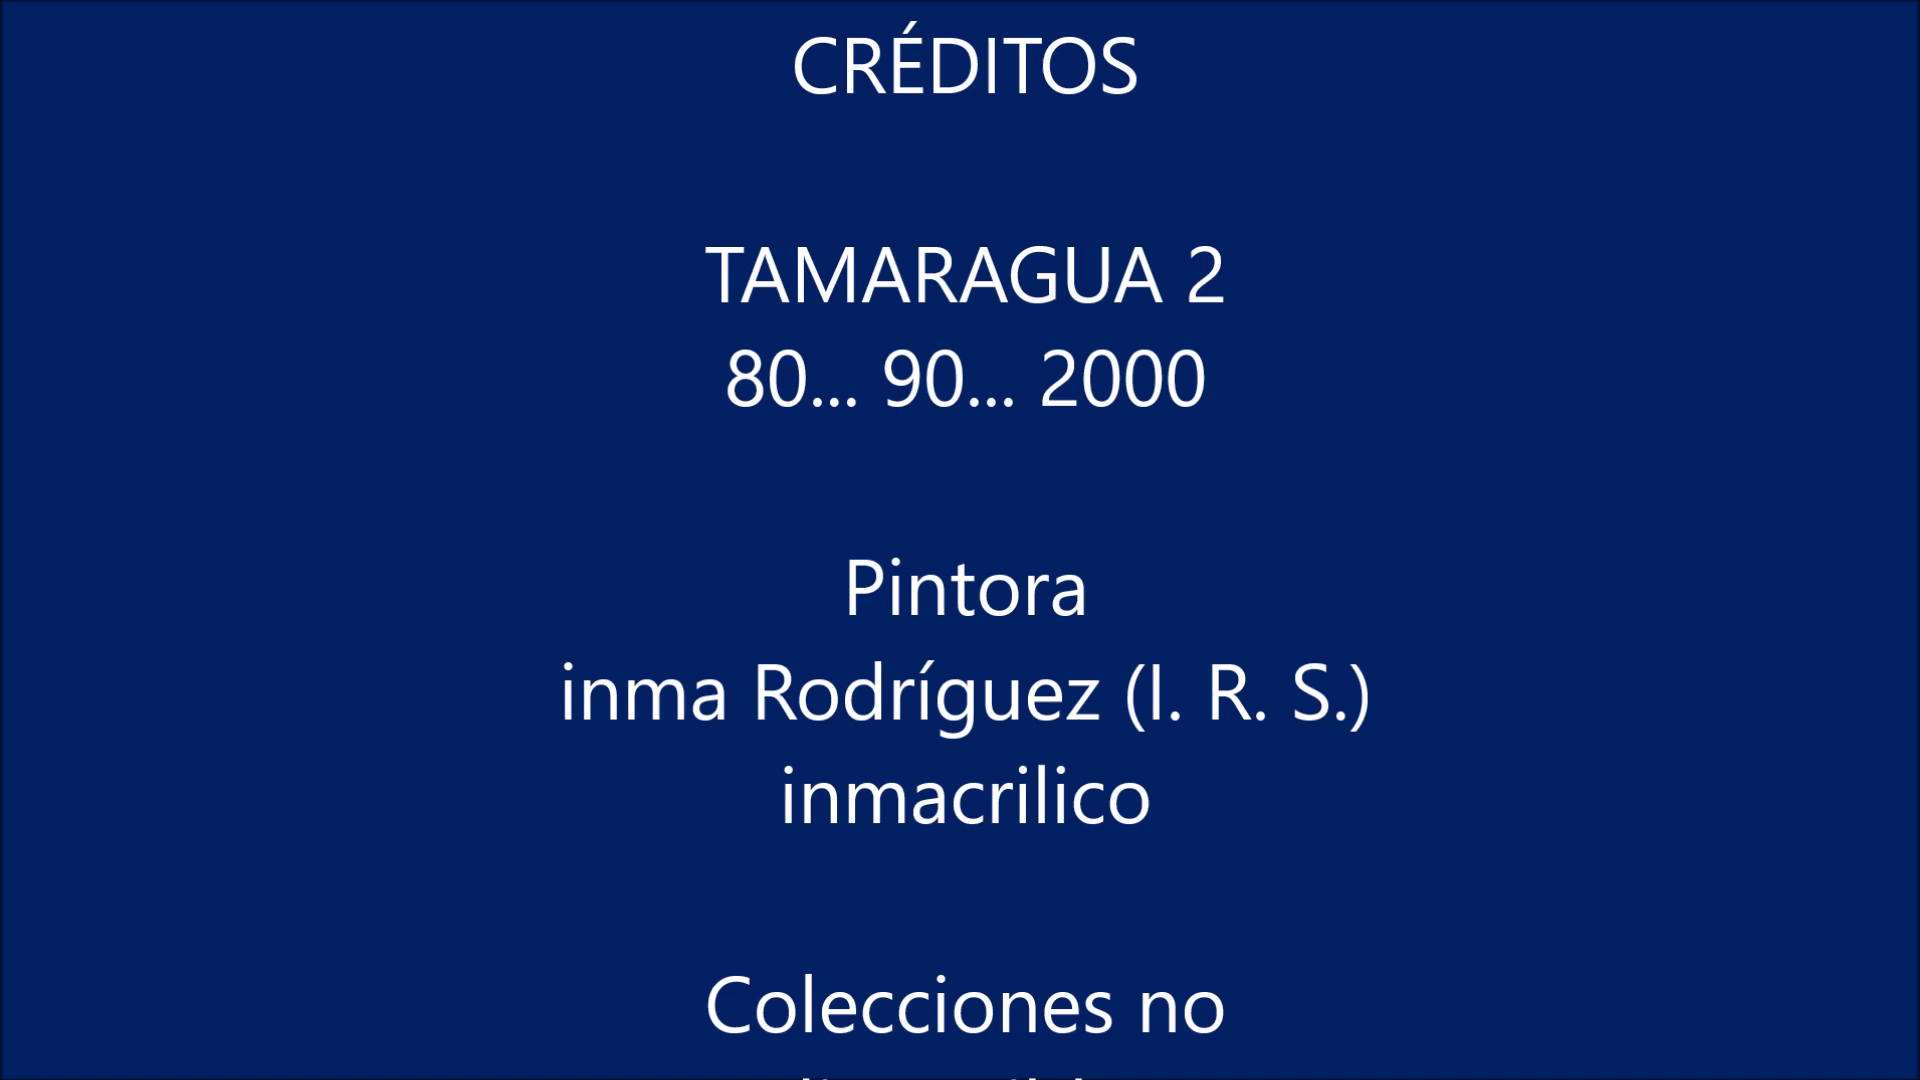 CRÉDITOS
TAMARAGUA 2
80... 90... 2000
Pintora
inma Rodríguez (I. R. S.)
inmacrilico
Colecciones no